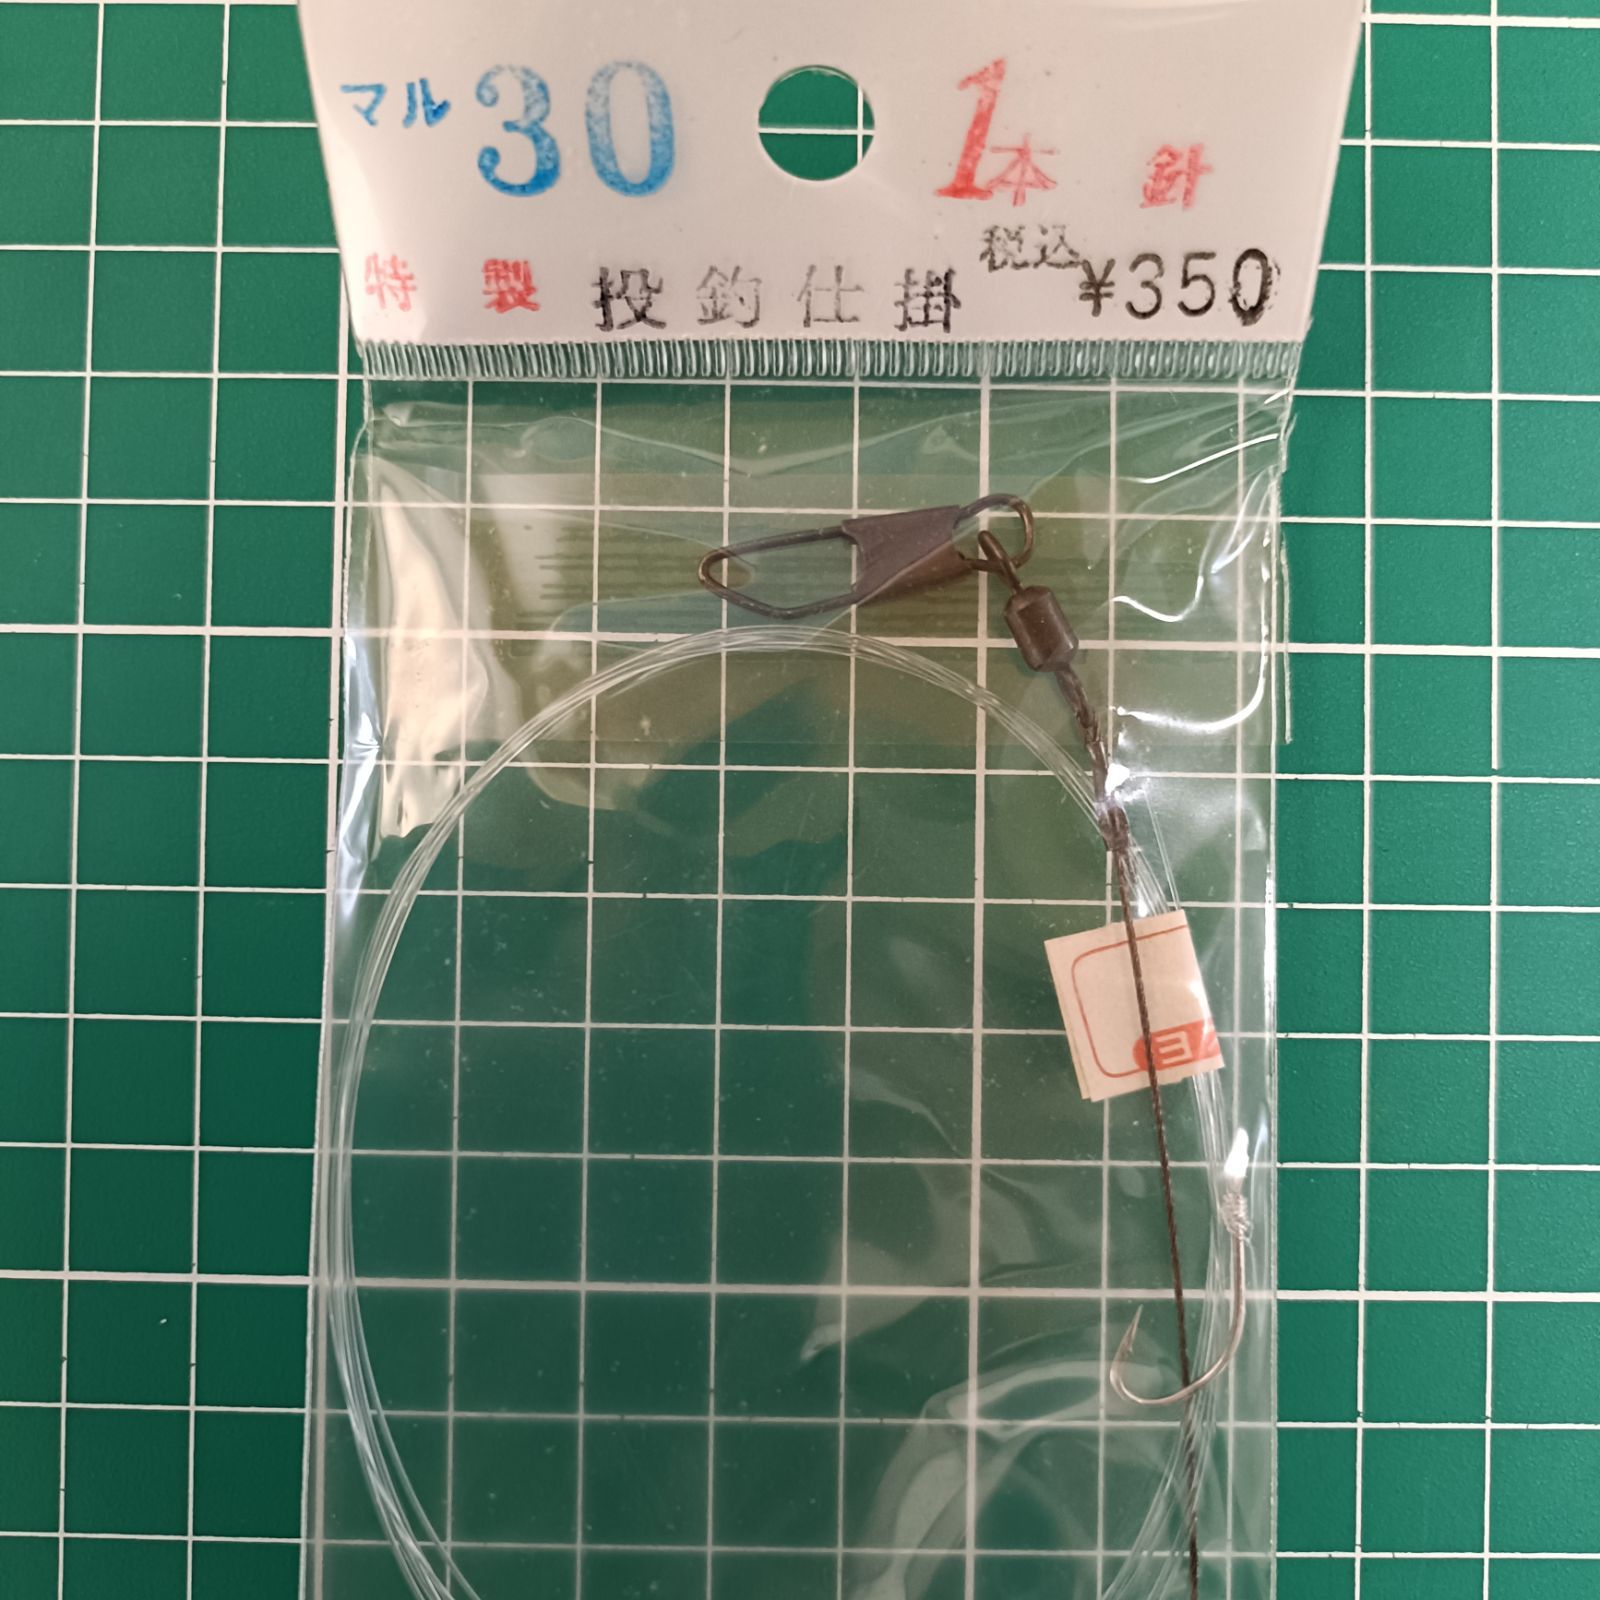 マル 30 1本 針
特製 投釣仕掛 税込 ¥350